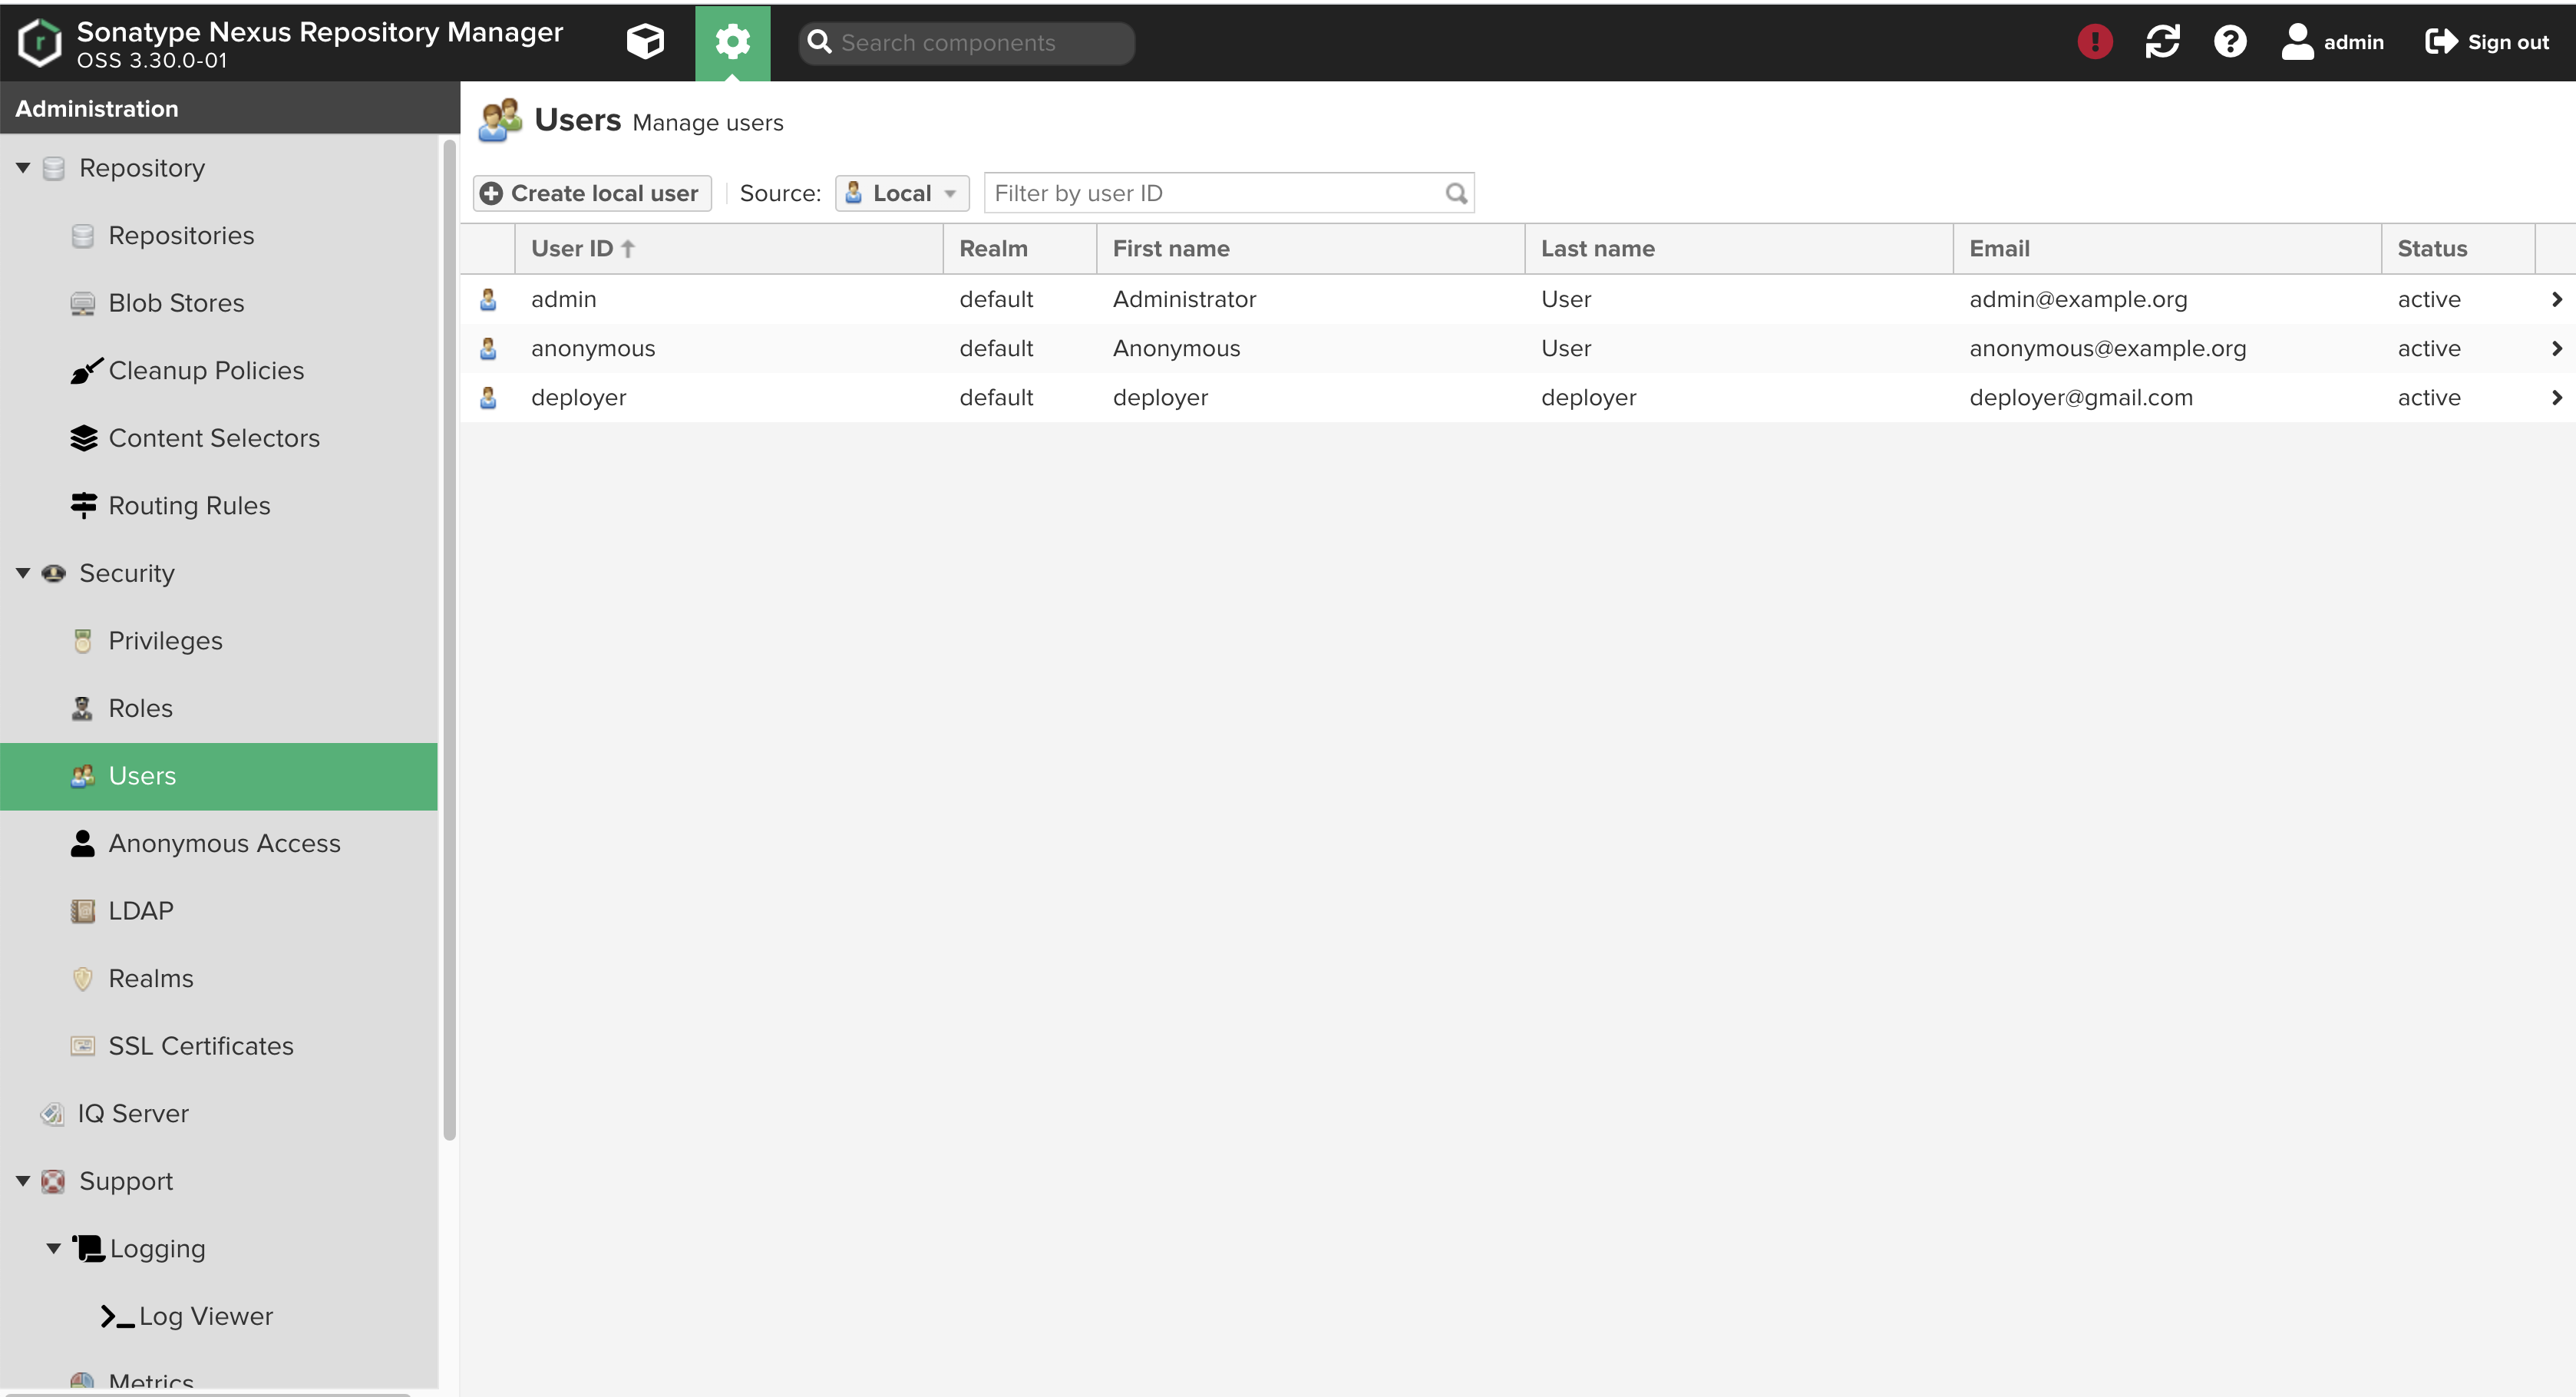 Sonatype Nexus Repository Manager
OSS 3.30.0-01
Search components
admin
Sign out
Administration
Repository
Repositories
Blob Stores
Cleanup Policies
Content Selectors
Routing Rules
Security
Privileges
Roles
Users
Anonymous Access
LDAP
Realms
SSL Certificates
IQ Server
Support
Logging
Log Viewer
Metrics
Users Manage users
Create local user Source: Local Filter by user ID
User ID Realm First name Last name Email Status
admin default Administrator User admin@example.org active
anonymous default Anonymous User anonymous@example.org active
deployer default deployer deployer deployer@gmail.com active